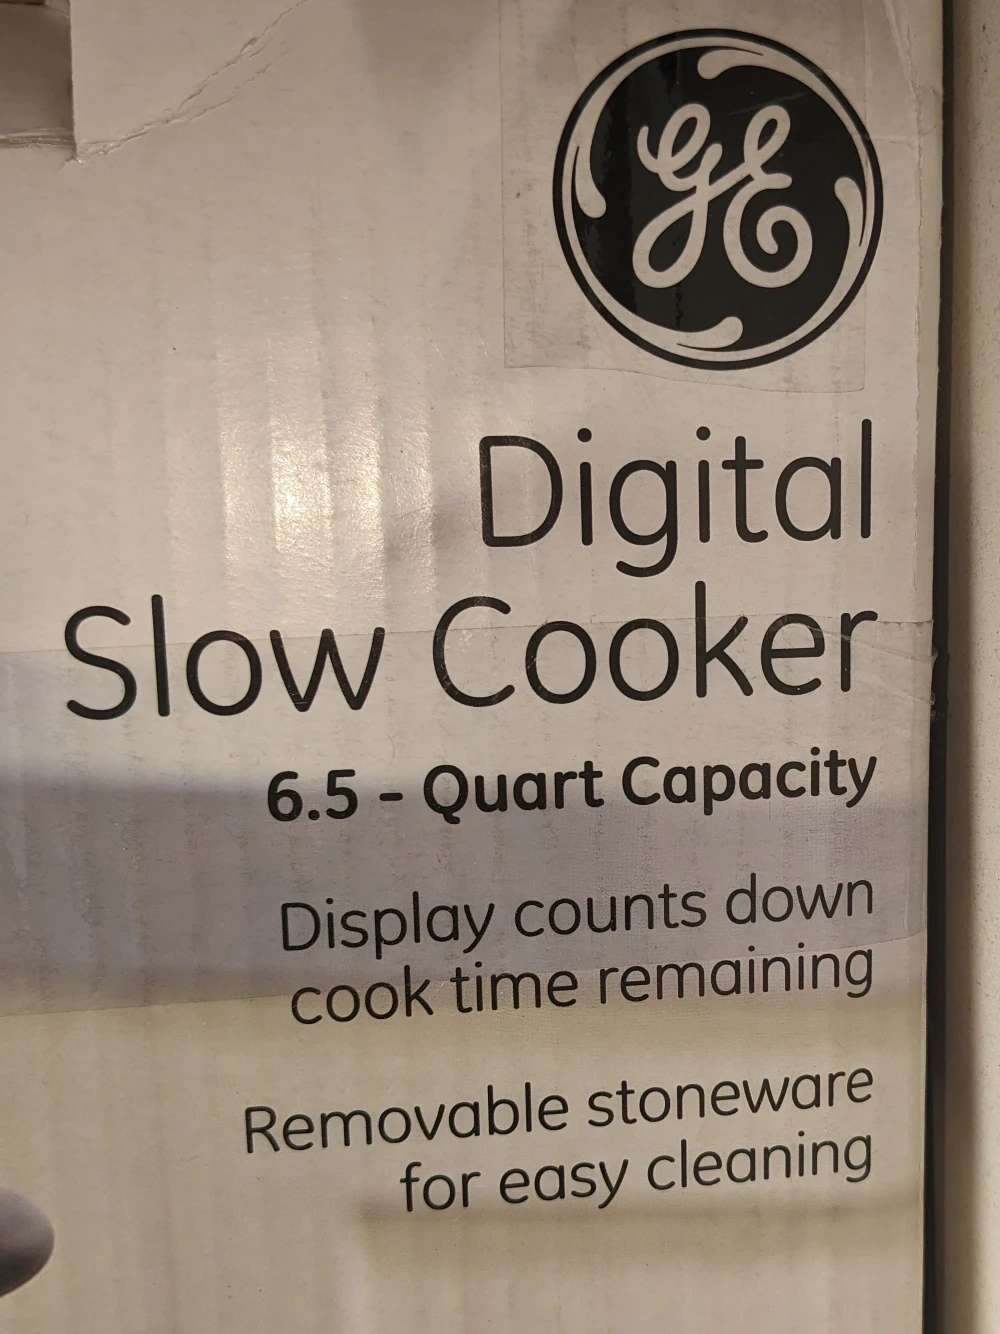 GE
Digital
Slow Cooker
6.5 - Quart Capacity
Display counts down
cook time remaining
Removable stoneware
for easy cleaning